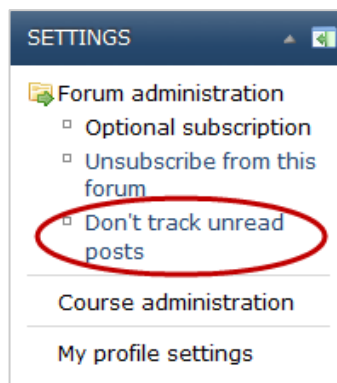 SETTINGS
Forum administration
Optional subscription
Unsubscribe from this
forum
Don't track unread
posts
Course administration
My profile settings